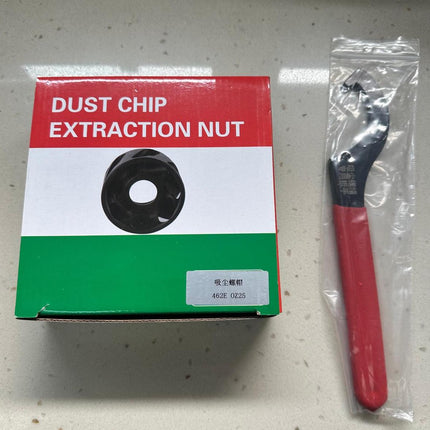 DUST CHIP
EXTRACTION NUT
吸尘螺帽
462E OZ25